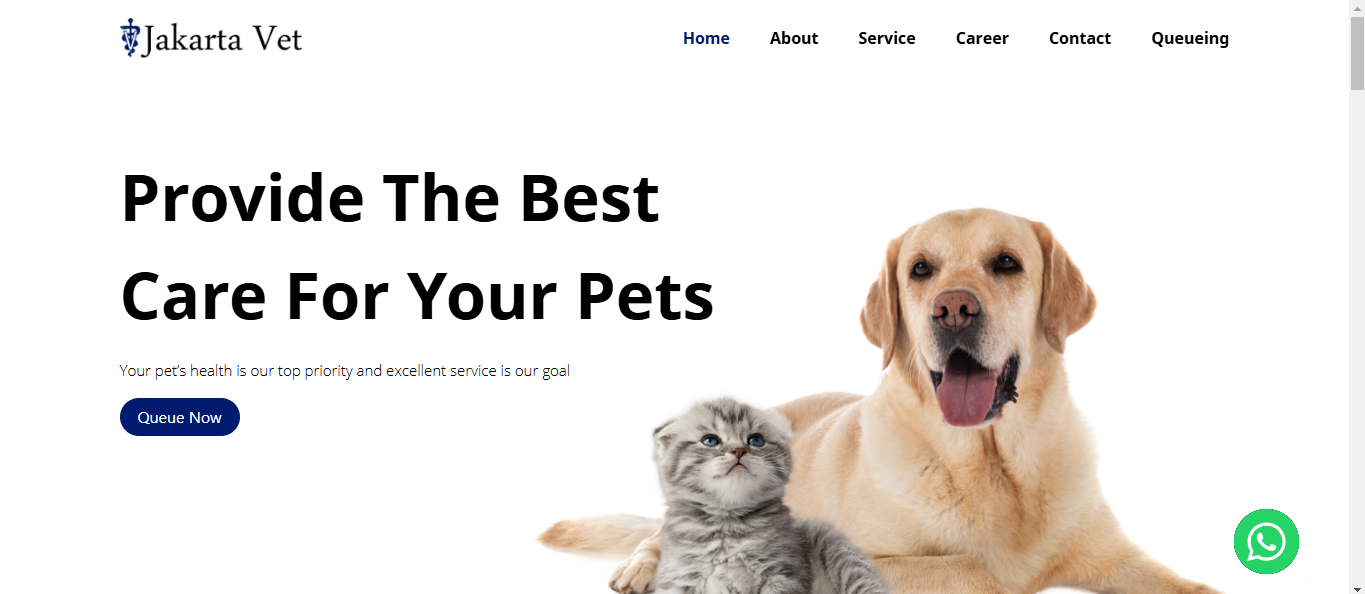 Jakarta Vet
Home About Service Career Contact Queueing
Provide The Best
Care For Your Pets
Your pet’s health is our top priority and excellent service is our goal
Queue Now